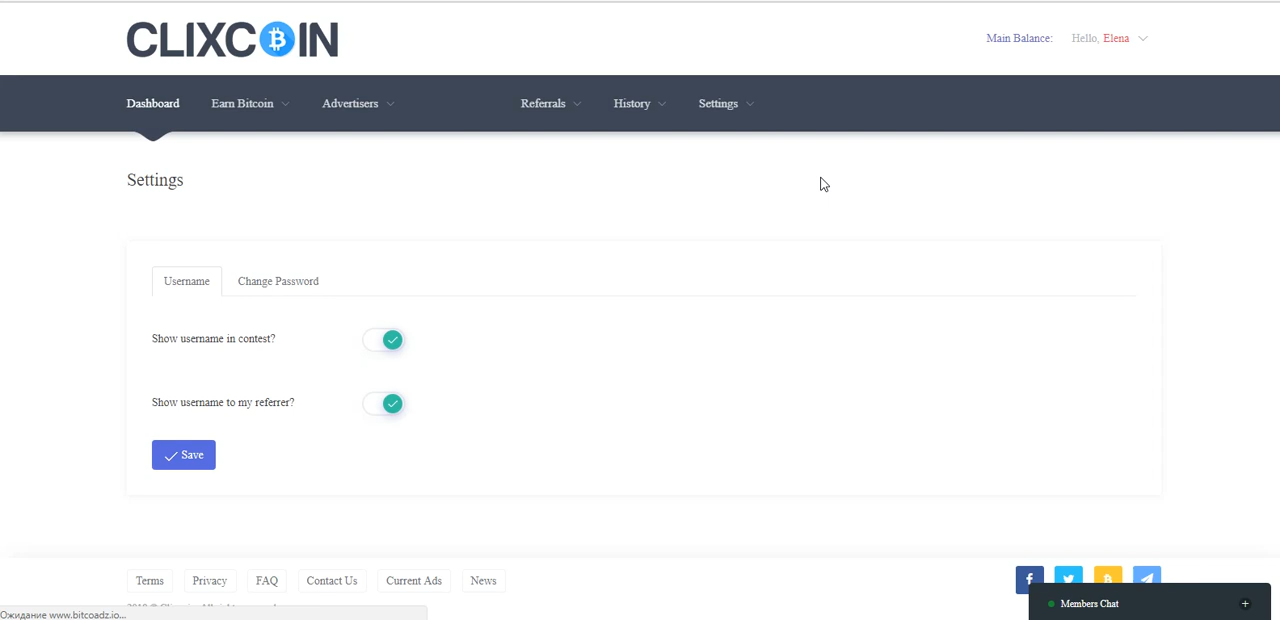 CLIXCOIN
Main Balance: Hello, Elena
Dashboard Earn Bitcoin Advertisers Referrals History Settings
Settings
Username Change Password
Show username in contest?
Show username to my referrer?
Save
Terms Privacy FAQ Contact Us Current Ads News
Members Chat
Ожидание www.bitcoadz.io...